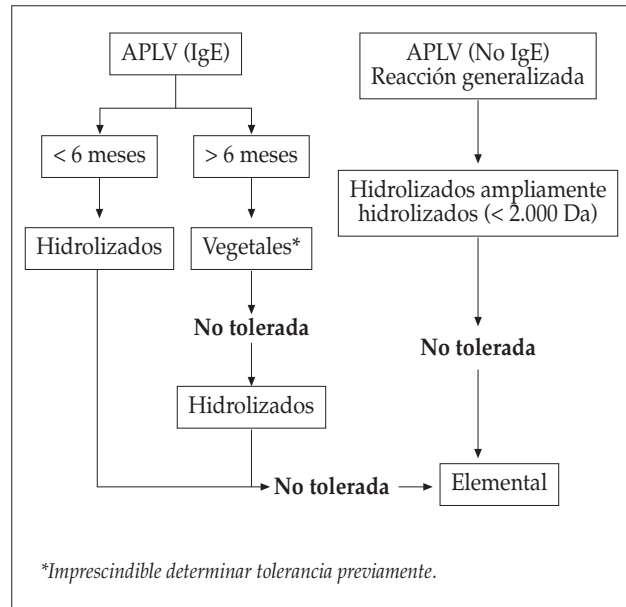 APLV (IgE)
< 6 meses
> 6 meses
Hidrolizados
Vegetales*
No tolerada
Hidrolizados
No tolerada
APLV (No IgE)
Reacción generalizada
Hidrolizados ampliamente
hidrolizados (< 2.000 Da)
No tolerada
Elemental
*Imprescindible determinar tolerancia previamente.